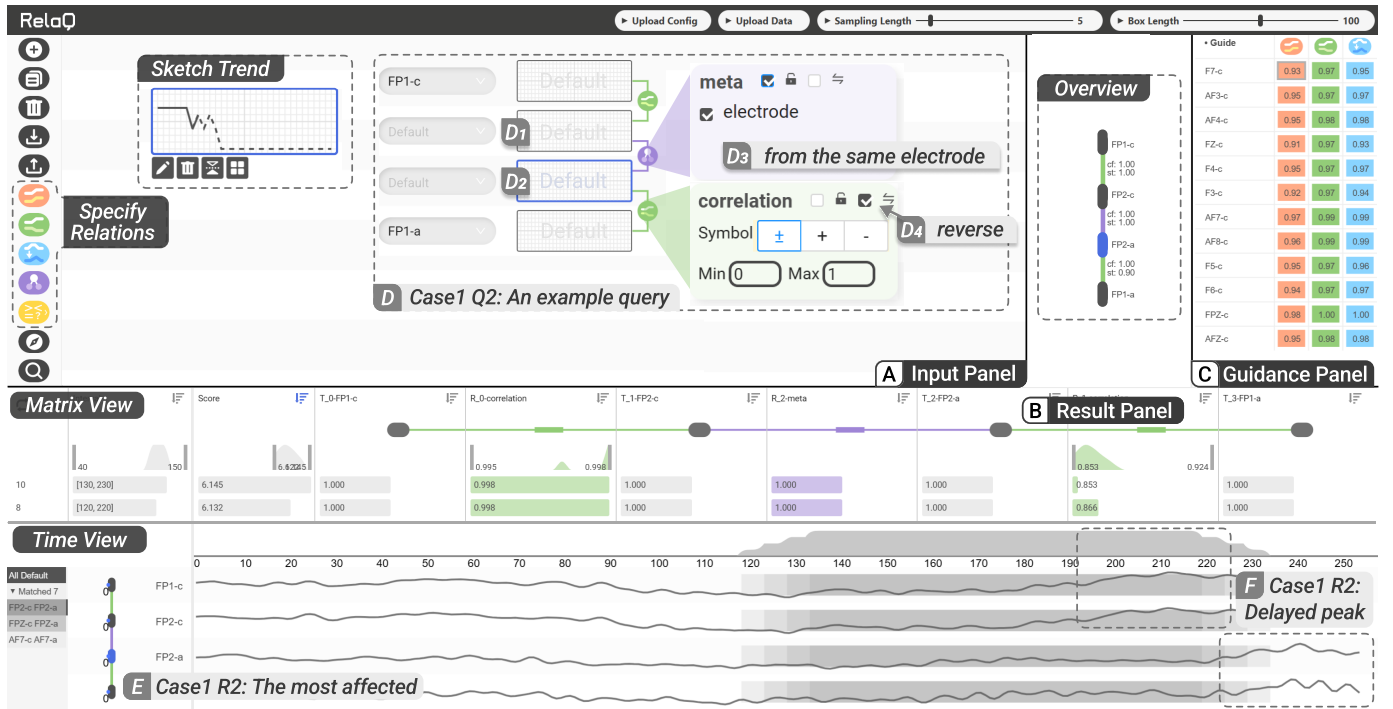 RelaQ
▸ Upload Config
▸ Upload Data
▸ Sampling Length
5
▸ Box Length
100
Sketch Trend
Specify
Relations
FP1-c
Default
Default
FP1-a
Default
Default
Default
Default
D1
D2
meta
electrode
D3 from the same electrode
correlation
Symbol
±
+
-
Min 0 Max 1
D4 reverse
D Case1 Q2: An example query
A Input Panel
Overview
FP1-c
cf: 1.00
st: 1.00
FP2-c
cf: 1.00
st: 1.00
FP2-a
cf: 1.00
st: 0.90
FP1-a
• Guide
F7-c 0.93 0.97 0.95
AF3-c 0.95 0.97 0.97
AF4-c 0.95 0.98 0.98
FZ-c 0.91 0.97 0.93
F4-c 0.95 0.97 0.95
F3-c 0.92 0.97 0.94
AF7-c 0.97 0.99 0.99
AF8-c 0.96 0.99 0.99
F5-c 0.95 0.97 0.96
F6-c 0.94 0.97 0.97
FPZ-c 0.98 1.00 1.00
AFZ-c 0.95 0.98 0.98
C Guidance Panel
Matrix View
Score
T_0-FP1-c
R_0-correlation
T_1-FP2-c
R_2-meta
T_2-FP2-a
T_3-FP1-a
B Result Panel
40 150
0.995 0.998
0.853 0.924
10 [130, 230] 6.145 1.000 0.998 1.000 1.000 1.000 0.853 1.000
8 [120, 220] 6.132 1.000 0.998 1.000 1.000 1.000 0.866 1.000
Time View
0 10 20 30 40 50 60 70 80 90 100 110 120 130 140 150 160 170 180 190 200 210 220 230 240 250
All Default
▾ Matched 7
FP2-c FP2-a
FPZ-c FPZ-a
AF7-c AF7-a
0
0
0
0
FP1-c
FP2-c
FP2-a
E Case1 R2: The most affected
F Case1 R2:
Delayed peak